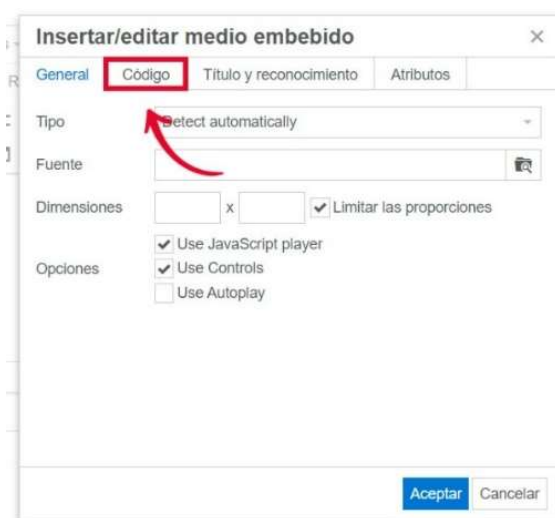 Insertar/editar medio embebido
General Código Título y reconocimiento Atributos
Tipo Detect automatically
Fuente
Dimensiones x Limitar las proporciones
Use JavaScript player
Opciones Use Controls
Use Autoplay
Aceptar Cancelar